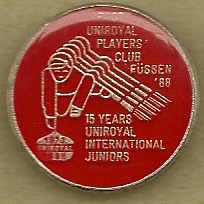 UNIROYAL
PLAYERS'
CLUB
FÜSSEN
'88
15 YEARS
UNIROYAL
INTERNATIONAL
JUNIORS
UNIROYAL